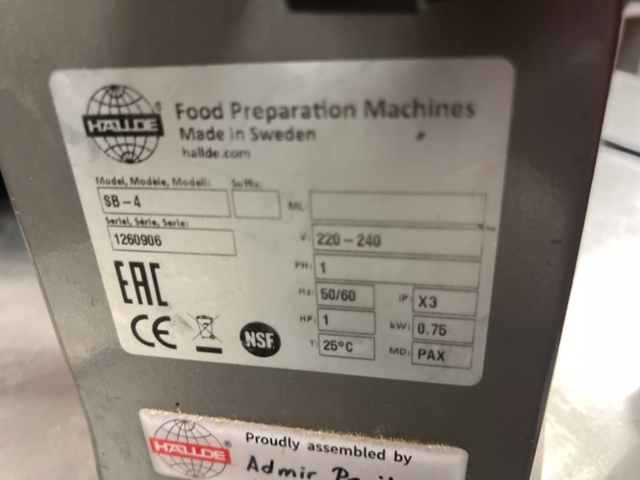 HALLDE
®
Food Preparation Machines
Made in Sweden
hallde.com
Model, Modèle, Modell: Suffix:
SB-4
ML:
Serial, Série, Serie:
1260906
V: 220-240
PH: 1
Hz: 50/60 IP: X3
HP: 1 kW: 0.75
T: 25°C MD: PAX
EAC
CE
NSF
HALLDE
®
Proudly assembled by
Admir